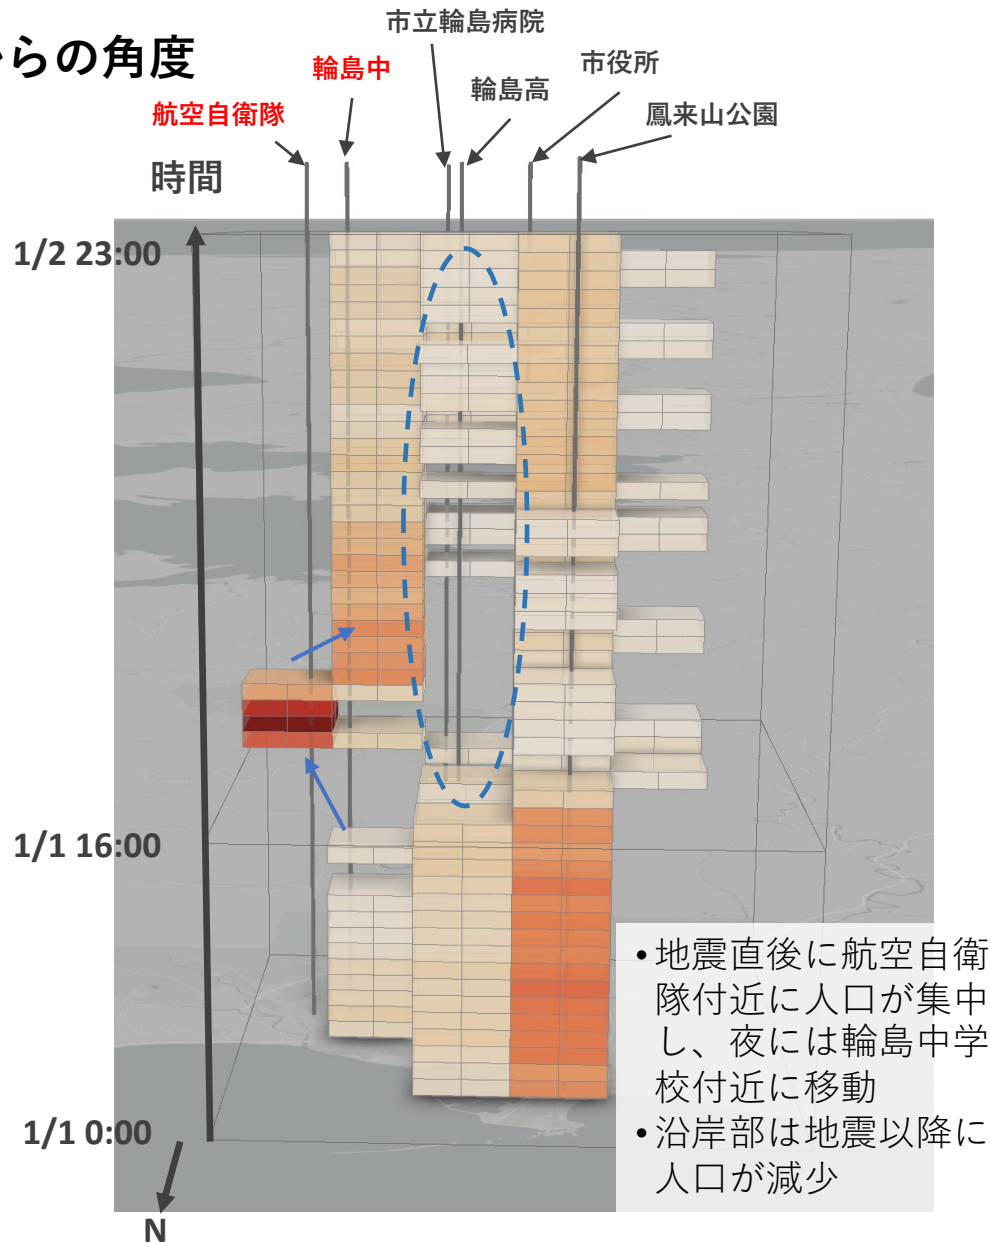 らの角度
市立輪島病院
輪島中
輪島高
市役所
航空自衛隊
鳳来山公園
時間
1/2 23:00
1/1 16:00
1/1 0:00
N
•地震直後に航空自衛
隊付近に人口が集中
し、夜には輪島中学
校付近に移動
•沿岸部は地震以降に
人口が減少